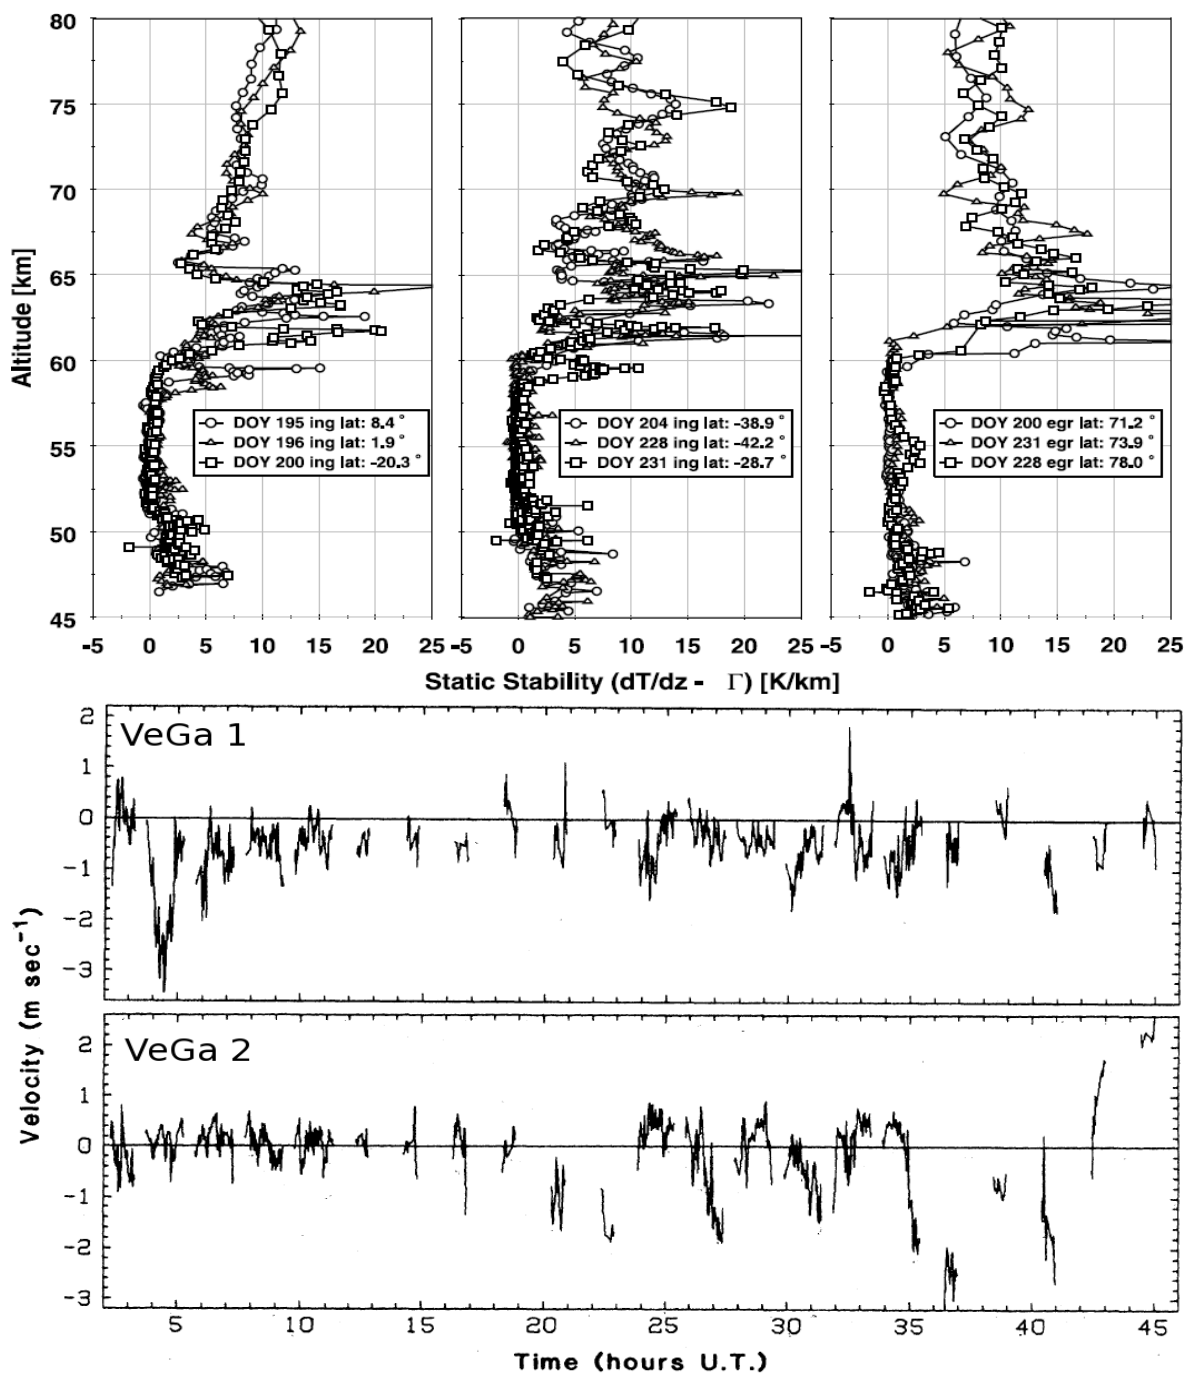 80
75
70
65
60
55
50
45
Altitude [km]
DOY 195 ing lat: 8.4°
DOY 196 ing lat: 1.9°
DOY 200 ing lat: -20.3°
DOY 204 ing lat: -38.9°
DOY 228 ing lat: -42.2°
DOY 231 ing lat: -28.7°
DOY 200 egr lat: 71.2°
DOY 231 egr lat: 73.9°
DOY 228 egr lat: 78.0°
-5 0 5 10 15 20 25
-5 0 5 10 15 20 25
-5 0 5 10 15 20 25
Static Stability (dT/dz - Γ) [K/km]
VeGa 1
2
1
0
-1
-2
-3
Velocity (m sec⁻¹)
VeGa 2
2
1
0
-1
-2
-3
5 10 15 20 25 30 35 40 45
Time (hours U.T.)